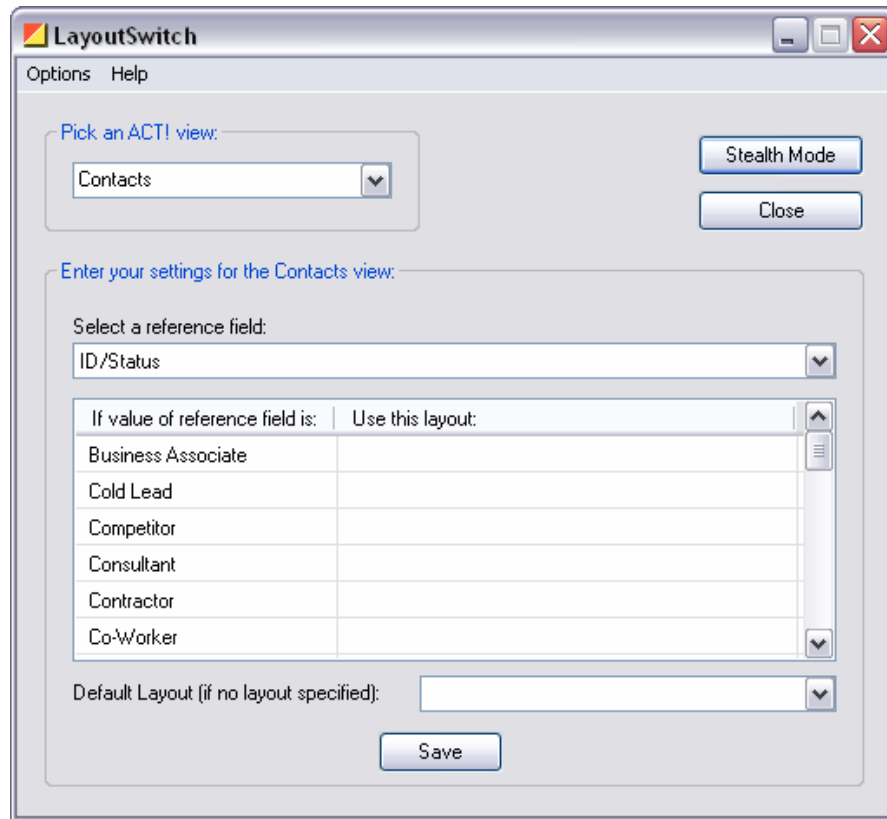 LayoutSwitch
Options Help
Pick an ACT! view:
Contacts
Stealth Mode
Close
Enter your settings for the Contacts view:
Select a reference field:
ID/Status
If value of reference field is: Use this layout:
Business Associate
Cold Lead
Competitor
Consultant
Contractor
Co-Worker
Default Layout (if no layout specified):
Save